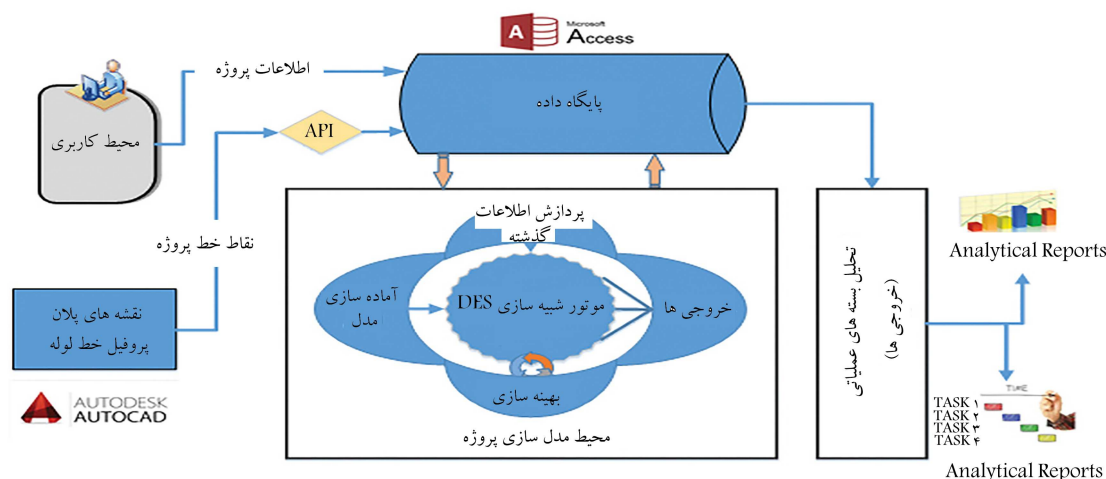 Microsoft
Access
A
اطلاعات پروژه
پایگاه داده
محیط کاربری
API
نقاط خط پروژه
نقشه های پلان
پروفیل خط لوله
AUTODESK
AUTOCAD
پردازش اطلاعات
گذشته
آماده سازی
مدل
موتور شبیه سازی DES
خروجی ها
بهینه سازی
محیط مدل سازی پروژه
تحلیل بسته های عملیاتی
(خروجی ها)
Analytical Reports
TIME
TASK ۱
TASK ۲
TASK ۳
TASK ۴
Analytical Reports